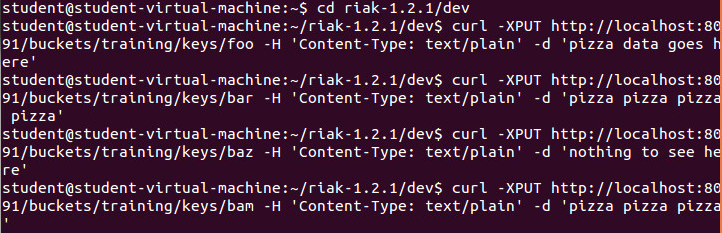 student@student-virtual-machine:~$ cd riak-1.2.1/dev
student@student-virtual-machine:~/riak-1.2.1/dev$ curl -XPUT http://localhost:80
91/buckets/training/keys/foo -H 'Content-Type: text/plain' -d 'pizza data goes h
ere'
student@student-virtual-machine:~/riak-1.2.1/dev$ curl -XPUT http://localhost:80
91/buckets/training/keys/bar -H 'Content-Type: text/plain' -d 'pizza pizza pizza
 pizza'
student@student-virtual-machine:~/riak-1.2.1/dev$ curl -XPUT http://localhost:80
91/buckets/training/keys/baz -H 'Content-Type: text/plain' -d 'nothing to see he
re'
student@student-virtual-machine:~/riak-1.2.1/dev$ curl -XPUT http://localhost:80
91/buckets/training/keys/bam -H 'Content-Type: text/plain' -d 'pizza pizza pizza
'